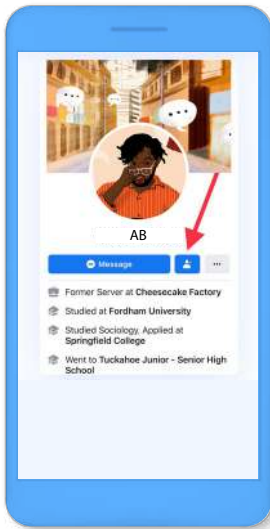 AB
Message
Former Server at Cheesecake Factory
Studied at Fordham University
Studied Sociology, Applied at
Springfield College
Went to Tuckahoe Junior - Senior High
School